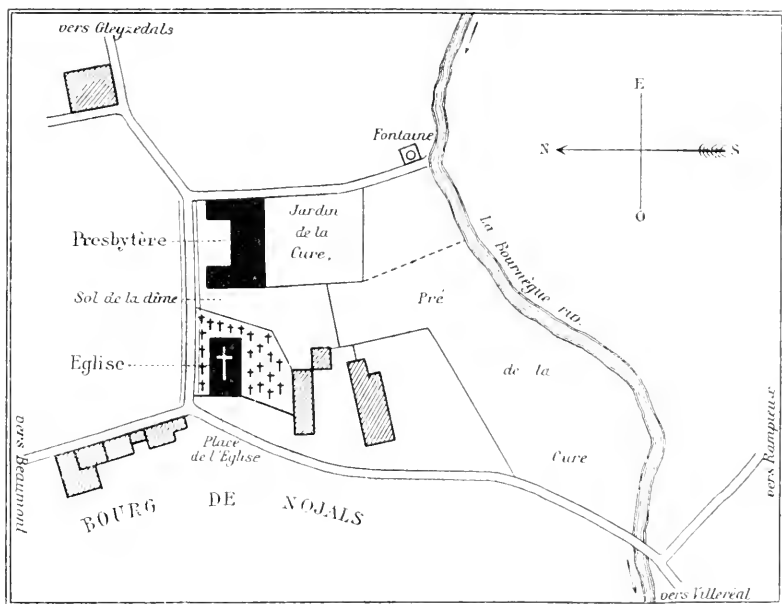 vers Gleyzedals
Fontaine
E
N
S
O
Presbytère
Jardin
de la
Cure.
La Bournègue riv.
Sol de la dîme
Pré
de la
Cure
Eglise
vers Beaumont
Place
de l'Eglise
BOURG DE NOJALS
vers Rampieux
vers Villeréal